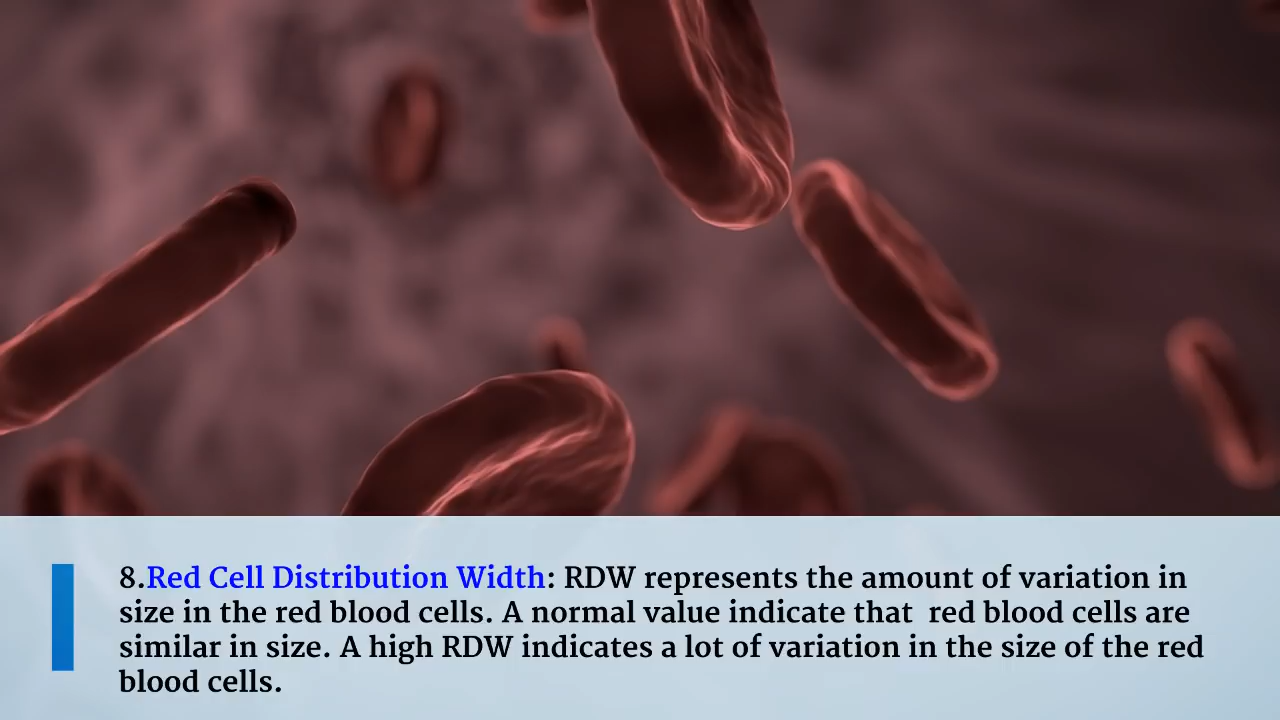 8.Red Cell Distribution Width: RDW represents the amount of variation in
size in the red blood cells. A normal value indicate that  red blood cells are
similar in size. A high RDW indicates a lot of variation in the size of the red
blood cells.